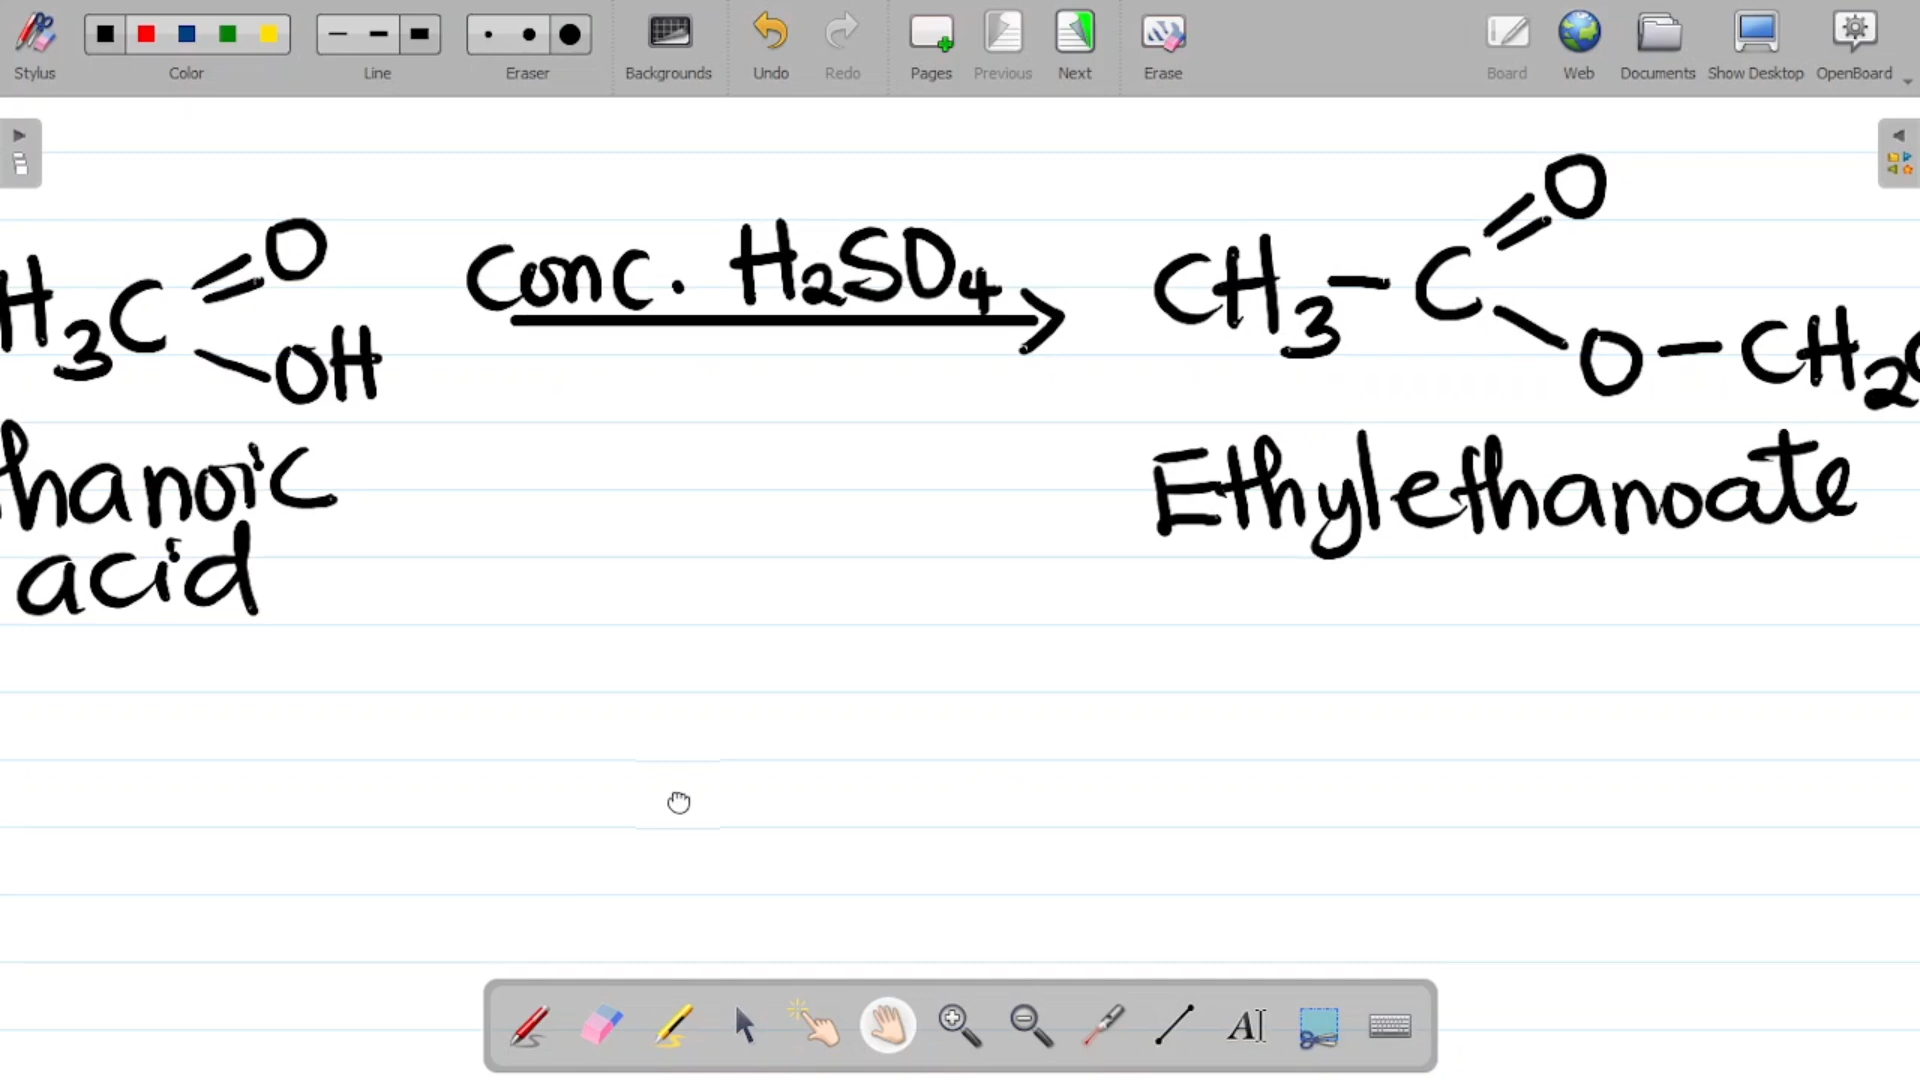 Stylus Color Line Eraser Backgrounds Undo Redo Pages Previous Next Erase Board Web Documents Show Desktop OpenBoard
H3C=O Conc. H2SO4 CH3-C=O
OH O-CH2
hanoic Ethylethanoate
acid